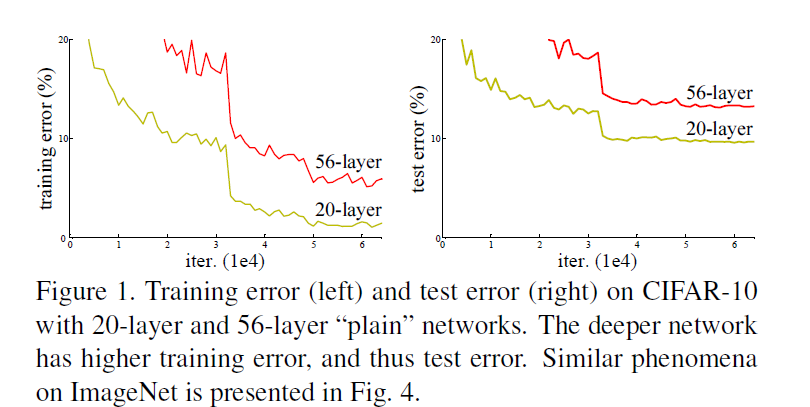 training error (%)
20
10
0
0 1 2 3 4 5 6
iter. (1e4)
56-layer
20-layer
test error (%)
20
10
0
0 1 2 3 4 5 6
iter. (1e4)
56-layer
20-layer
Figure 1. Training error (left) and test error (right) on CIFAR-10
with 20-layer and 56-layer “plain” networks. The deeper network
has higher training error, and thus test error. Similar phenomena
on ImageNet is presented in Fig. 4.